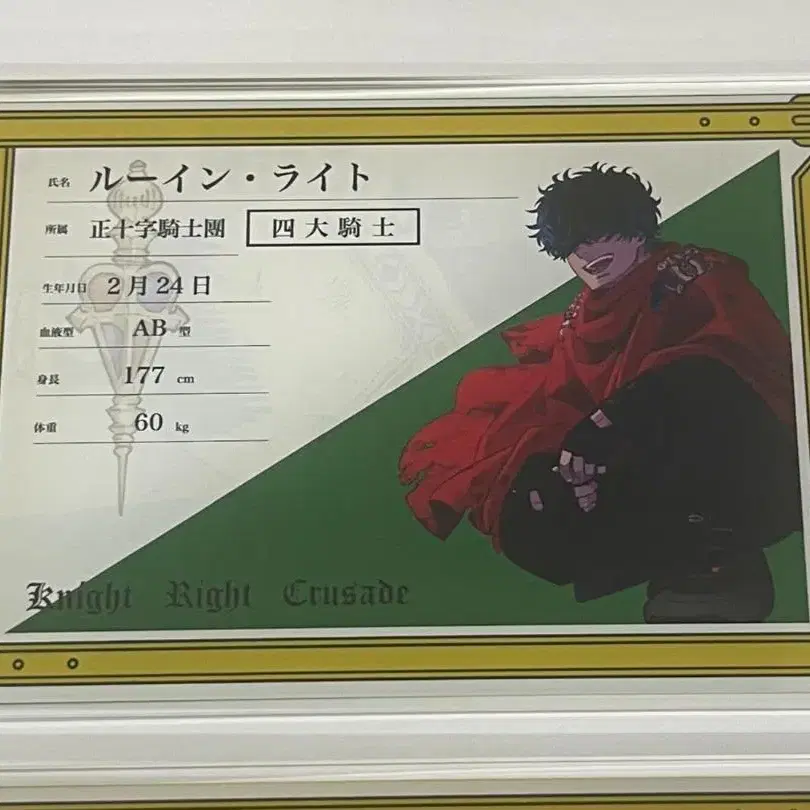 氏名 ルーイン・ライト
所属 正十字騎士團 四大騎士
生年月日 2月24日
血液型 AB 型
身長 177 cm
体重 60 kg
Knight Right Crusade